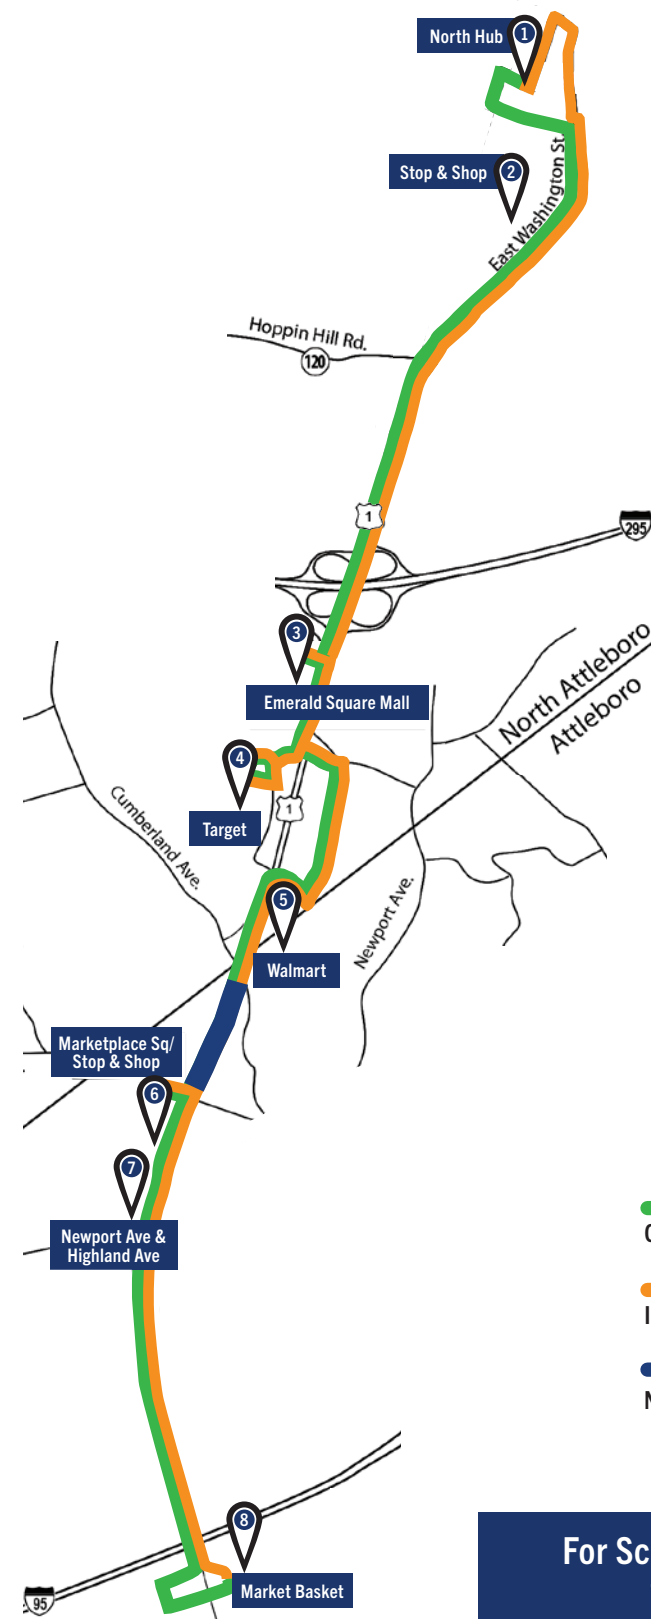 North Hub
1
Stop & Shop
2
East Washington St.
Hoppin Hill Rd.
120
1
295
3
Emerald Square Mall
North Attleboro
Attleboro
4
Target
1
Cumberland Ave.
5
Walmart
Newport Ave.
Marketplace Sq/
Stop & Shop
6
7
Newport Ave &
Highland Ave
8
Market Basket
95
For Sc